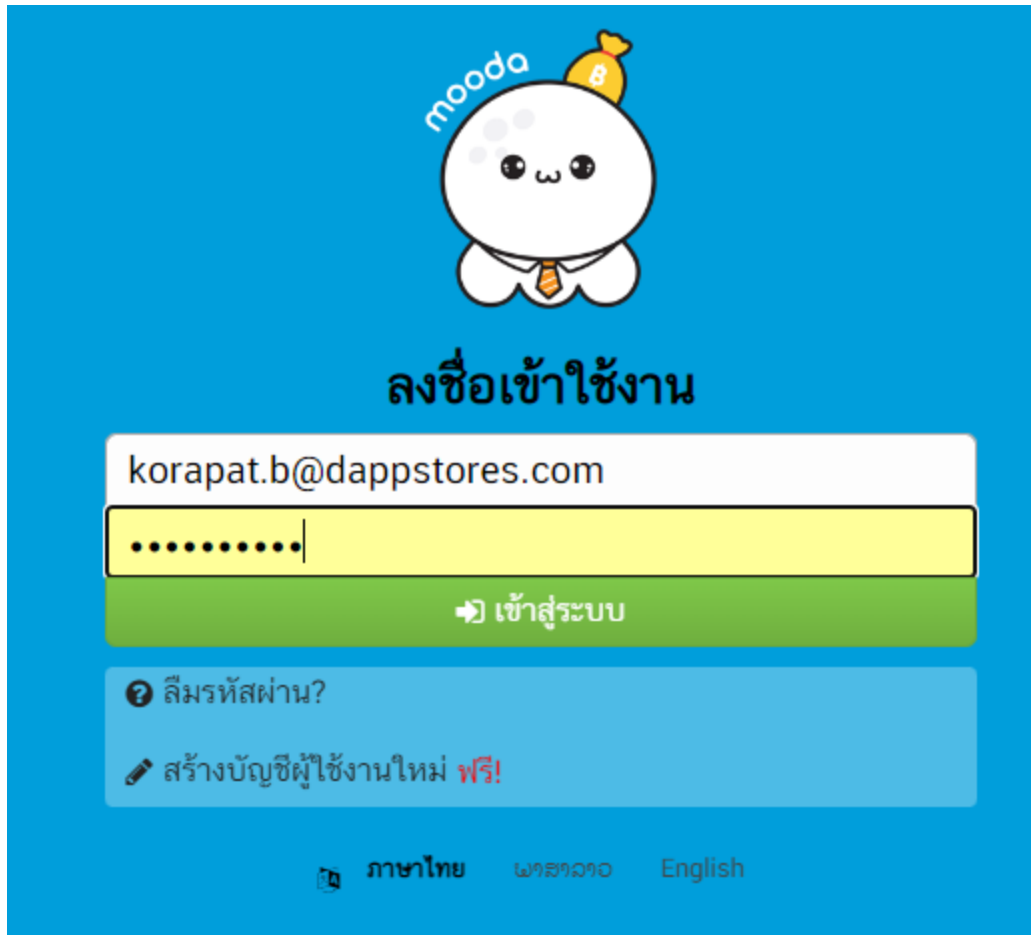 mooda
฿
ลงชื่อเข้าใช้งาน
korapat.b@dappstores.com
••••••••••
เข้าสู่ระบบ
ลืมรหัสผ่าน?
สร้างบัญชีผู้ใช้งานใหม่ ฟรี!
ภาษาไทย ພາສາລາວ English